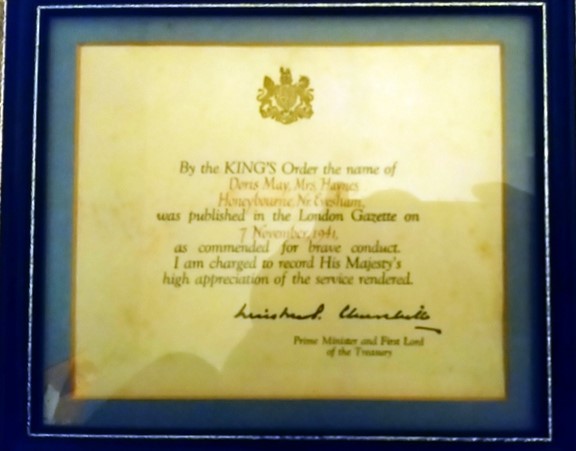 By the KING'S Order the name of
Doris May, Mrs. Haynes,
Honeybourne, Nr. Evesham,
was published in the London Gazette on
7 November, 1941,
as commended for brave conduct.
I am charged to record His Majesty's
high appreciation of the service rendered.
Winston S. Churchill
Prime Minister and First Lord
of the Treasury